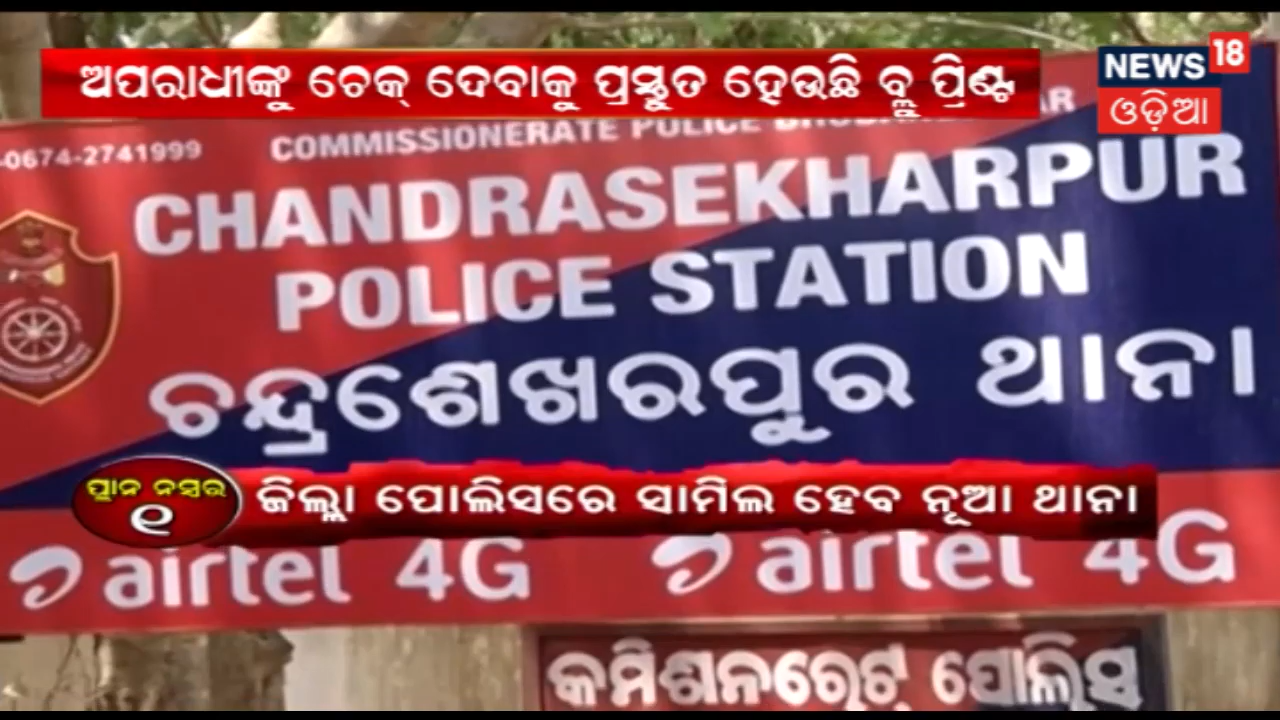 ଅପରାଧୀଙ୍କୁ ଚେକ୍ ଦେବାକୁ ପ୍ରସ୍ତୁତ ହେଉଛି ବ୍ଲୁ ପ୍ରିଣ୍ଟ
NEWS 18
ଓଡ଼ିଆ
-0674-2741999
COMMISSIONERATE POLICE
CHANDRASEKHARPUR
POLICE STATION
ଚନ୍ଦ୍ରଶେଖରପୁର ଥାନା
ପ୍ଲାନ ନମ୍ବର
୧
ଜିଲ୍ଲା ପୋଲିସରେ ସାମିଲ ହେବ ନୂଆ ଥାନା
airtel 4G airtel 4G
କମିଶନରେଟ୍ ପୋଲିସ